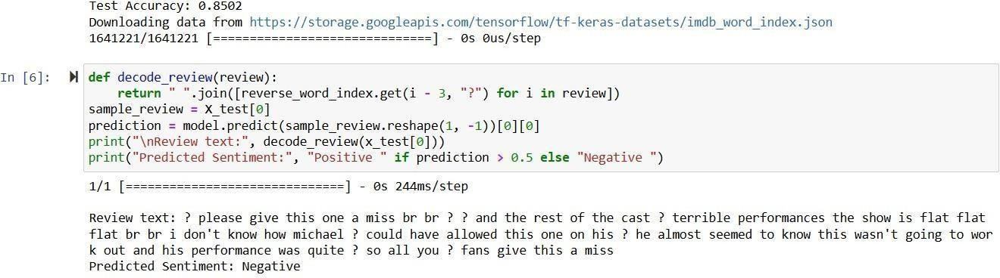 Test Accuracy: 0.8502
Downloading data from https://storage.googleapis.com/tensorflow/tf-keras-datasets/imdb_word_index.json
1641221/1641221 [==============================] - 0s 0us/step
In [6]:
def decode_review(review):
    return " ".join([reverse_word_index.get(i - 3, "?") for i in review])
sample_review = X_test[0]
prediction = model.predict(sample_review.reshape(1, -1))[0][0]
print("\nReview text:", decode_review(x_test[0]))
print("Predicted Sentiment:", "Positive " if prediction > 0.5 else "Negative ")
1/1 [==============================] - 0s 244ms/step
Review text: ? please give this one a miss br br ? ? and the rest of the cast ? terrible performances the show is flat flat
flat br br i don't know how michael ? could have allowed this one on his ? he almost seemed to know this wasn't going to wor
k out and his performance was quite ? so all you ? fans give this a miss
Predicted Sentiment: Negative